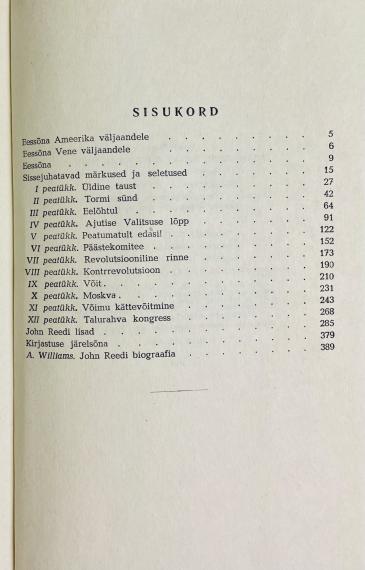 SISUKORD
Eessõna Ameerika väljaandele . . . . . . . . 5
Eessõna Vene väljaandele . . . . . . . . 6
Eessõna . . . . . . . . . . . 9
Sissejuhatavad märkused ja seletused . . . . . . 15
I peatükk. Üldine taust . . . . . . . . 27
II peatükk. Tormi sünd . . . . . . . . 42
III peatükk. Eelõhtul . . . . . . . . . 64
IV peatükk. Ajutise Valitsuse lõpp . . . . . . 91
V peatükk. Peatumatult edasi! . . . . . . . 122
VI peatükk. Päästekomitee . . . . . . . . 152
VII peatükk. Revolutsiooniline rinne . . . . . . 173
VIII peatükk. Kontrrevolutsioon . . . . . . . 190
IX peatükk. Võit . . . . . . . . . . 210
X peatükk. Moskva . . . . . . . . . 231
XI peatükk. Võimu kättevõitmine . . . . . . 243
XII peatükk. Talurahva kongress . . . . . . 268
John Reedi lisad . . . . . . . . . 285
Kirjastuse järelsõna . . . . . . . . . 379
A. Williams. John Reedi biograafia . . . . . . 389